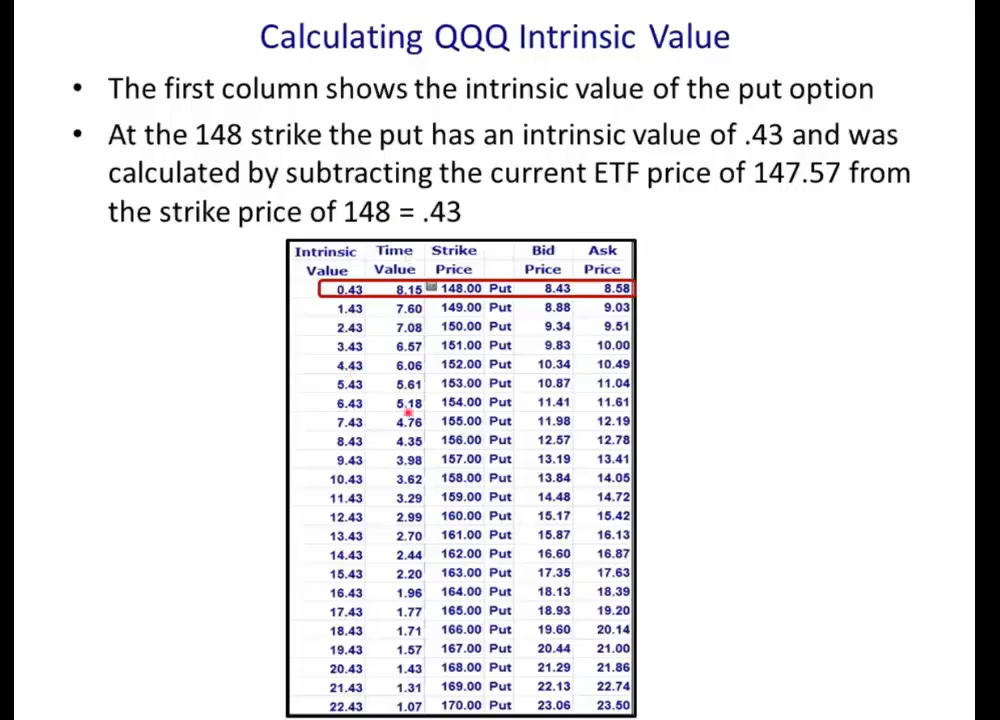 Calculating QQQ Intrinsic Value
• The first column shows the intrinsic value of the put option
• At the 148 strike the put has an intrinsic value of .43 and was
calculated by subtracting the current ETF price of 147.57 from
the strike price of 148 = .43
Intrinsic Time Strike Bid Ask
Value Value Price Price Price
0.43 8.15 148.00 Put 8.43 8.58
1.43 7.60 149.00 Put 8.88 9.03
2.43 7.08 150.00 Put 9.34 9.51
3.43 6.57 151.00 Put 9.83 10.00
4.43 6.06 152.00 Put 10.34 10.49
5.43 5.61 153.00 Put 10.87 11.04
6.43 5.18 154.00 Put 11.41 11.61
7.43 4.76 155.00 Put 11.98 12.19
8.43 4.35 156.00 Put 12.57 12.78
9.43 3.98 157.00 Put 13.19 13.41
10.43 3.62 158.00 Put 13.84 14.05
11.43 3.29 159.00 Put 14.48 14.72
12.43 2.99 160.00 Put 15.17 15.42
13.43 2.70 161.00 Put 15.87 16.13
14.43 2.44 162.00 Put 16.60 16.87
15.43 2.20 163.00 Put 17.35 17.63
16.43 1.96 164.00 Put 18.13 18.39
17.43 1.77 165.00 Put 18.93 19.20
18.43 1.71 166.00 Put 19.60 20.14
19.43 1.57 167.00 Put 20.44 21.00
20.43 1.43 168.00 Put 21.29 21.86
21.43 1.31 169.00 Put 22.13 22.74
22.43 1.07 170.00 Put 23.06 23.50